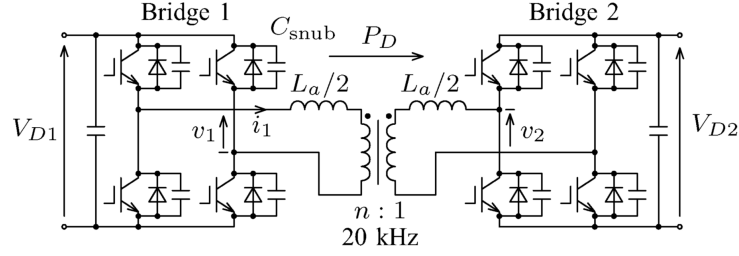 Bridge 1
Bridge 2
C_snub
P_D
L_a/2
L_a/2
V_D1
v_1
i_1
v_2
V_D2
n : 1
20 kHz